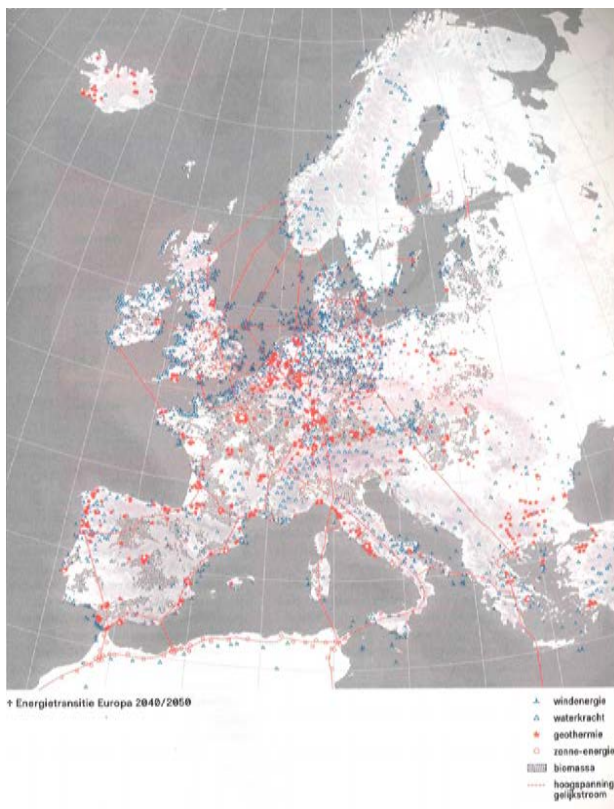 ↑ Energietransitie Europa 2040/2050
windenergie
waterkracht
geothermie
zonne-energie
biomassa
hoogspanning
gelijkstroom